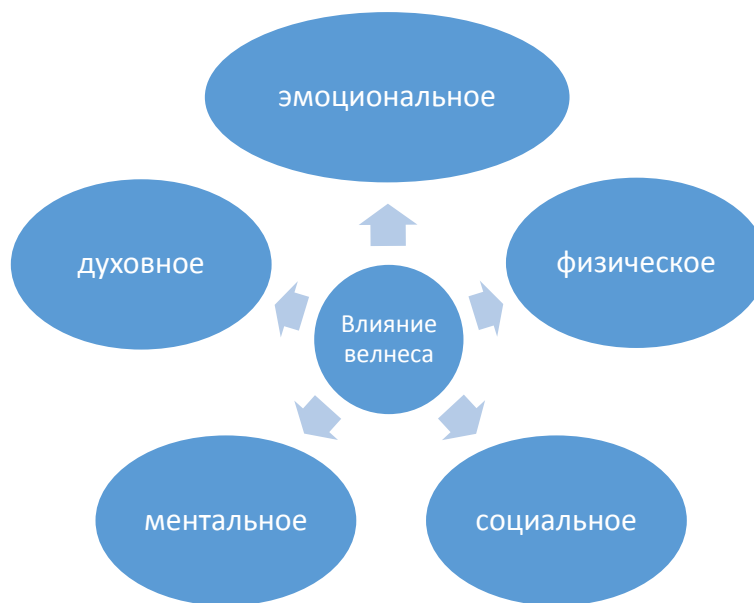 эмоциональное
духовное
физическое
Влияние
велнеса
ментальное
социальное